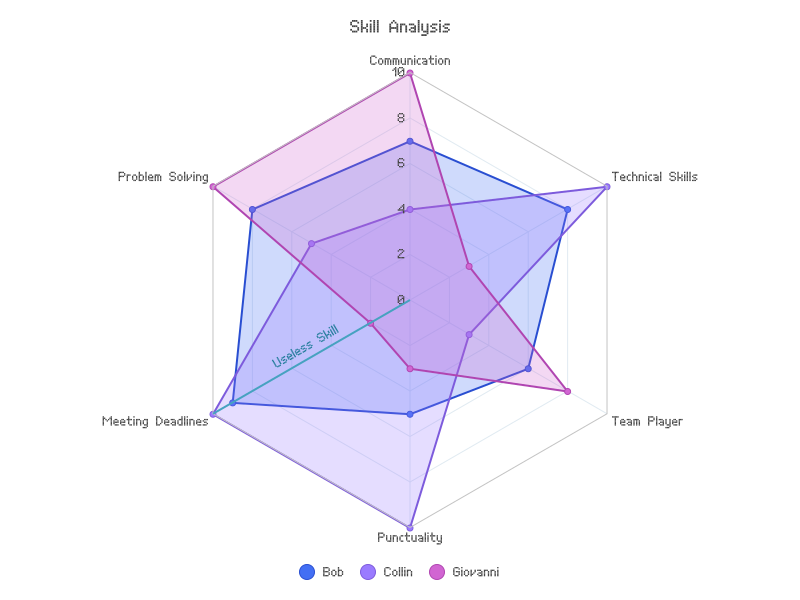 Skill Analysis
Communication
10
8
6
4
2
0
Problem Solving
Technical Skills
Useless Skill
Meeting Deadlines
Team Player
Punctuality
Bob
Collin
Giovanni